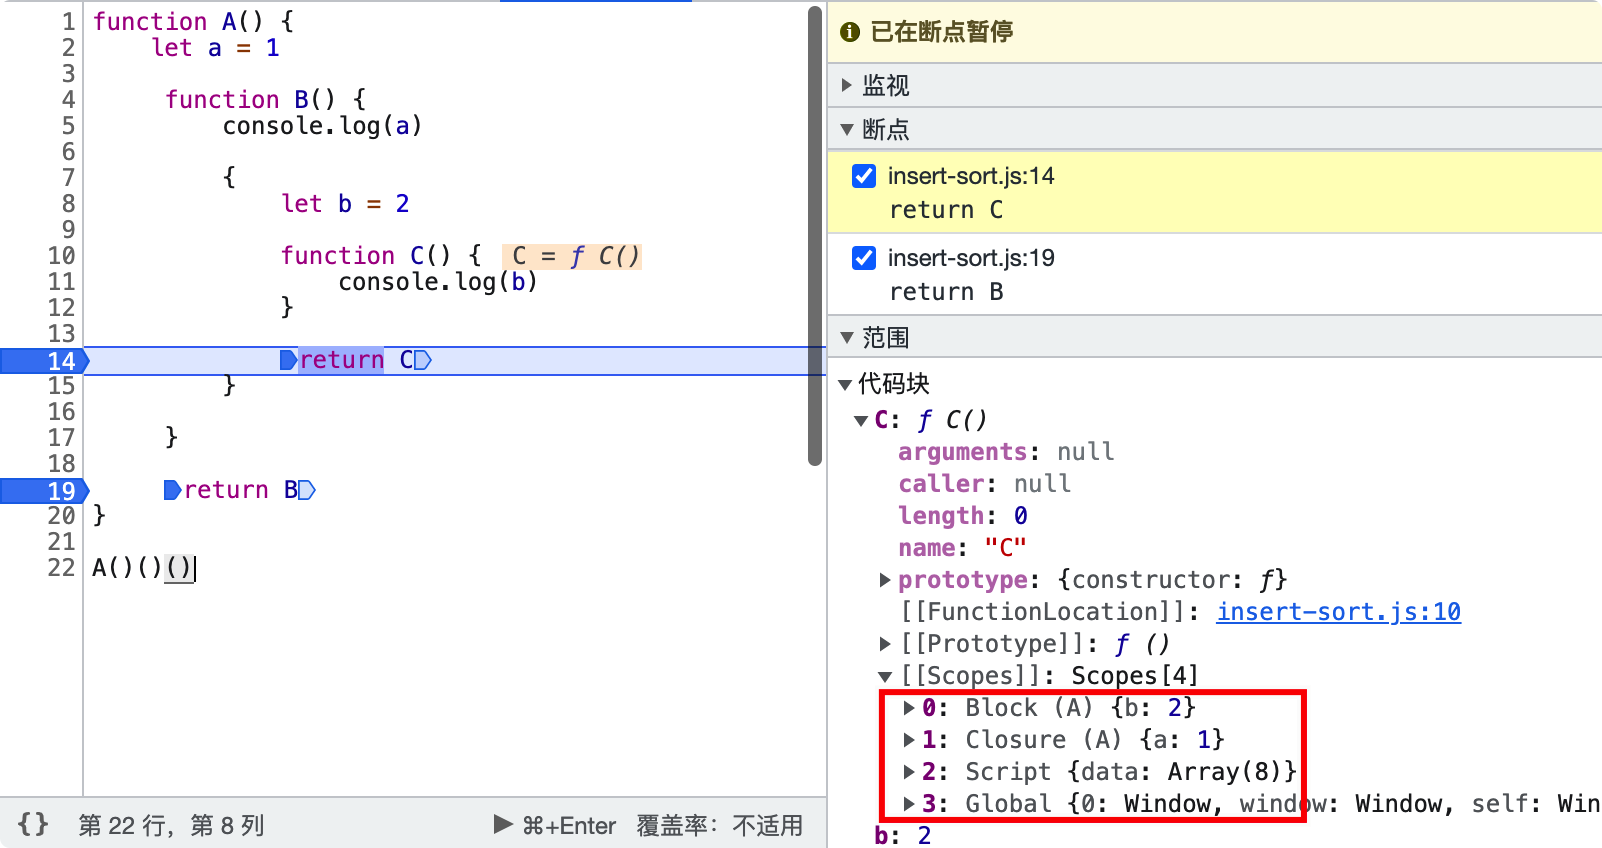 1 function A() {
2 let a = 1
3
4 function B() {
5 console.log(a)
6
7 {
8 let b = 2
9
10 function C() { C = ƒ C()
11 console.log(b)
12 }
13
14 return C
15 }
16
17 }
18
19 return B
20 }
21
22 A()()()
{} 第 22 行，第 8 列 ⌘+Enter 覆盖率：不适用
已在断点暂停
监视
断点
insert-sort.js:14
return C
insert-sort.js:19
return B
范围
代码块
C: ƒ C()
arguments: null
caller: null
length: 0
name: "C"
prototype: {constructor: ƒ}
[[FunctionLocation]]: insert-sort.js:10
[[Prototype]]: ƒ ()
[[Scopes]]: Scopes[4]
0: Block (A) {b: 2}
1: Closure (A) {a: 1}
2: Script {data: Array(8)}
3: Global {0: Window, window: Window, self: Win
b: 2